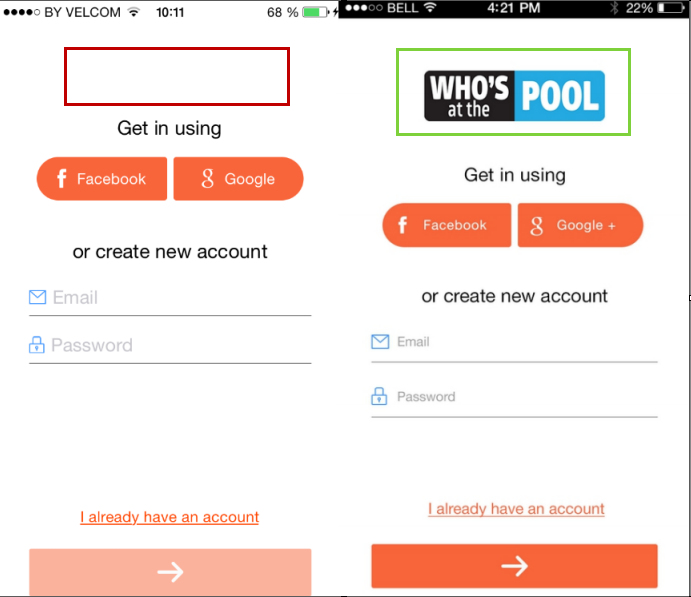 BY VELCOM 10:11 68 %
Get in using
Facebook Google
or create new account
Email
Password
I already have an account
BELL 4:21 PM 22%
WHO'S
at the
POOL
Get in using
Facebook Google +
or create new account
Email
Password
I already have an account